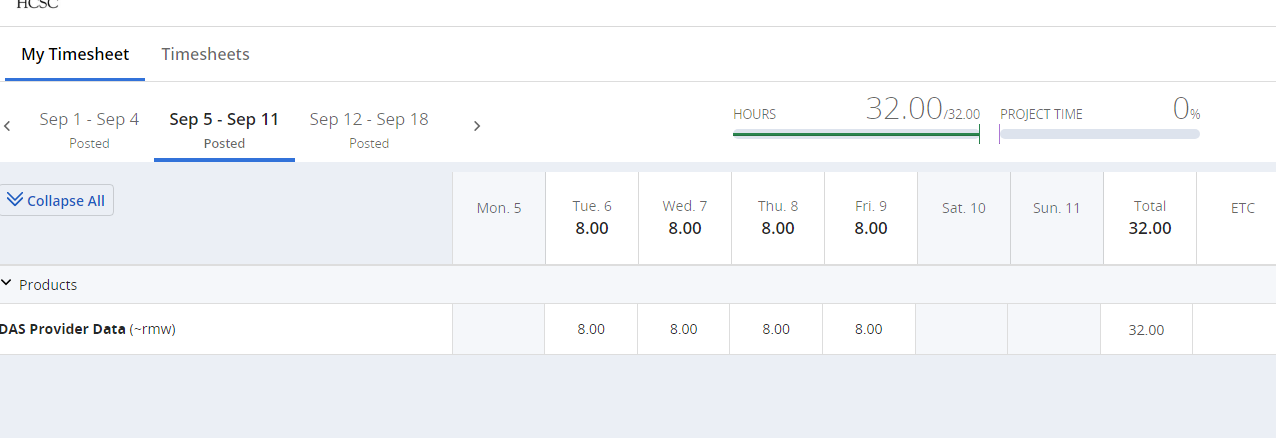 HCSC
My Timesheet Timesheets
Sep 1 - Sep 4 Sep 5 - Sep 11 Sep 12 - Sep 18
Posted Posted Posted
HOURS 32.00/32.00 PROJECT TIME 0%
Collapse All
Mon. 5 Tue. 6 Wed. 7 Thu. 8 Fri. 9 Sat. 10 Sun. 11 Total ETC
8.00 8.00 8.00 8.00 32.00
Products
DAS Provider Data (~rmw) 8.00 8.00 8.00 8.00 32.00